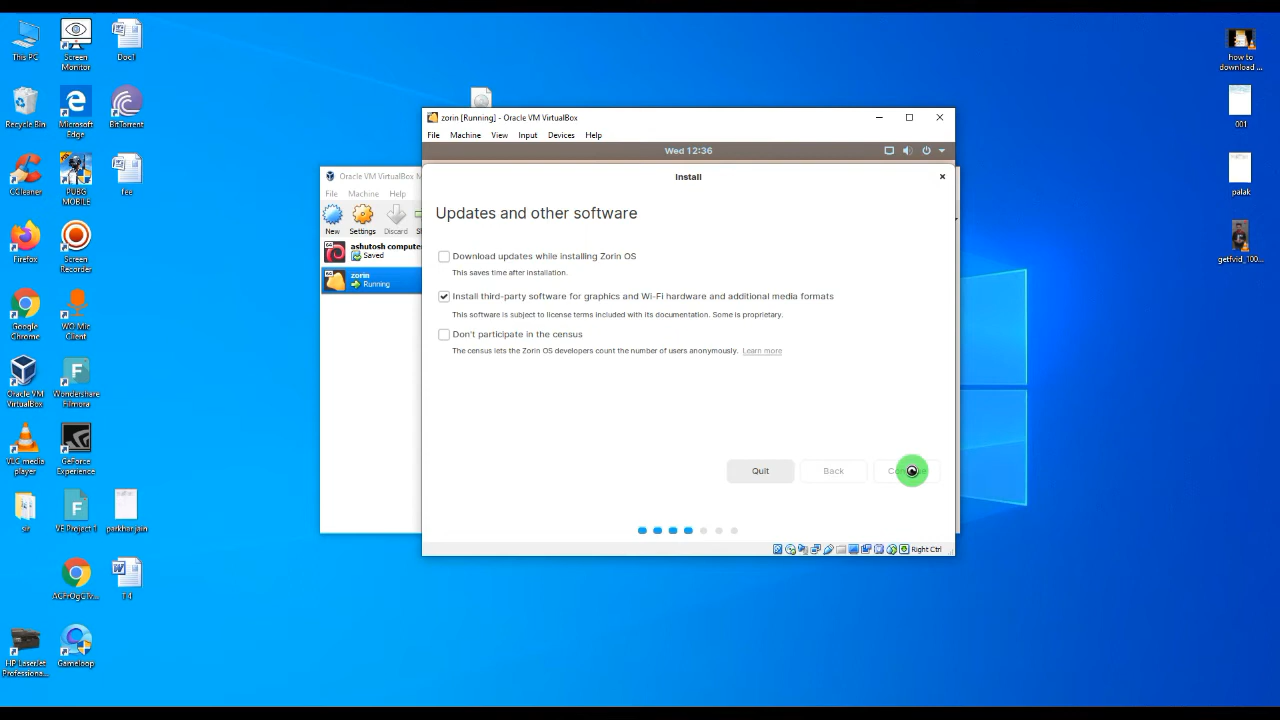 This PC
Screen
Monitor
Doc1
Recycle Bin
Microsoft
Edge
BitTorrent
CCleaner
PUBG
MOBILE
fee
Firefox
Screen
Recorder
Google
Chrome
WO Mic
Client
Oracle VM
VirtualBox
Wondershare
Filmora
VLC media
player
GeForce
Experience
sir
VF Project 1
parkhar jain
HP LaserJet
Professiona...
Gameloop
how to
download ...
001
palak
getfvid_100...
Oracle VM VirtualBox M
File Machine Help
New Settings Discard
ashutosh compute
Saved
zorin
Running
zorin [Running] - Oracle VM VirtualBox
File Machine View Input Devices Help
Wed 12:36
Install
Updates and other software
Download updates while installing Zorin OS
This saves time after installation.
Install third-party software for graphics and Wi-Fi hardware and additional media formats
This software is subject to license terms included with its documentation. Some is proprietary.
Don't participate in the census
The census lets the Zorin OS developers count the number of users anonymously. Learn more
Quit Back
Right Ctrl